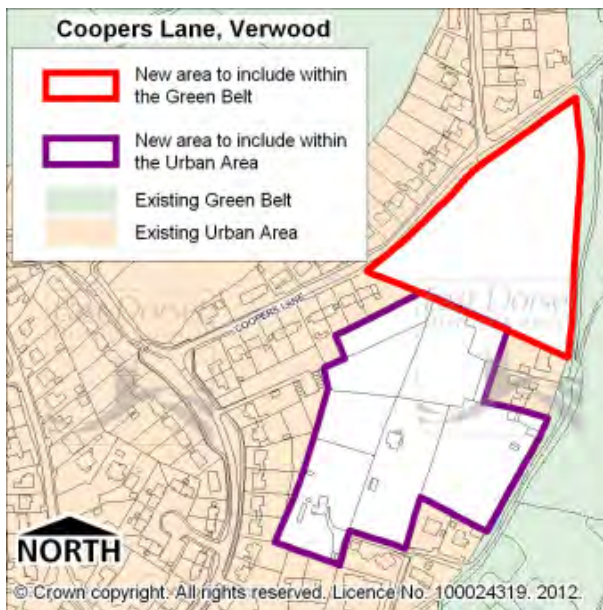 Coopers Lane, Verwood
New area to include within
the Green Belt
New area to include within
the Urban Area
Existing Green Belt
Existing Urban Area
COOPERS LANE
NORTH
© Crown copyright. All rights reserved. Licence No. 100024319. 2012.